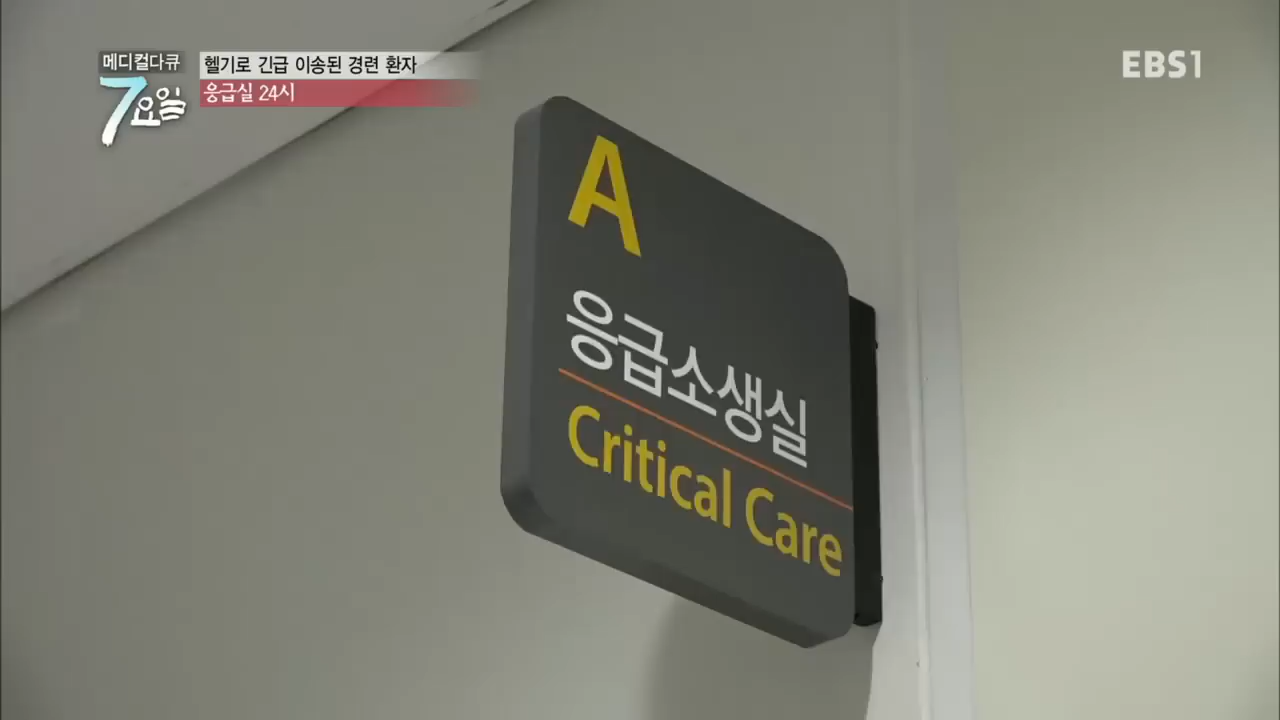 메디컬다큐
7요일
헬기로 긴급 이송된 경련 환자
응급실 24시
EBS1
A
응급소생실
Critical Care